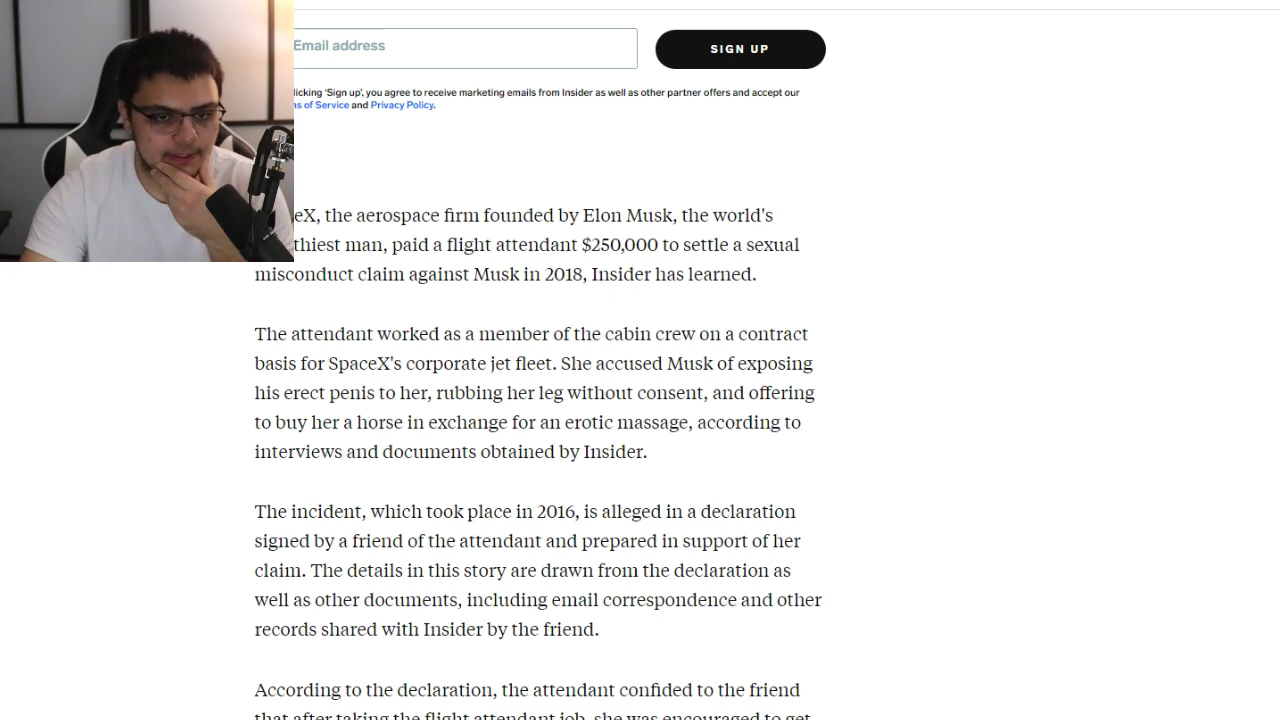 Email address
SIGN UP
licking 'Sign up', you agree to receive marketing emails from Insider as well as other partner offers and accept our
ns of Service and Privacy Policy.
eX, the aerospace firm founded by Elon Musk, the world's
thiest man, paid a flight attendant $250,000 to settle a sexual
misconduct claim against Musk in 2018, Insider has learned.
The attendant worked as a member of the cabin crew on a contract
basis for SpaceX's corporate jet fleet. She accused Musk of exposing
his erect penis to her, rubbing her leg without consent, and offering
to buy her a horse in exchange for an erotic massage, according to
interviews and documents obtained by Insider.
The incident, which took place in 2016, is alleged in a declaration
signed by a friend of the attendant and prepared in support of her
claim. The details in this story are drawn from the declaration as
well as other documents, including email correspondence and other
records shared with Insider by the friend.
According to the declaration, the attendant confided to the friend
that after taking the flight attendant job, she was encouraged to get